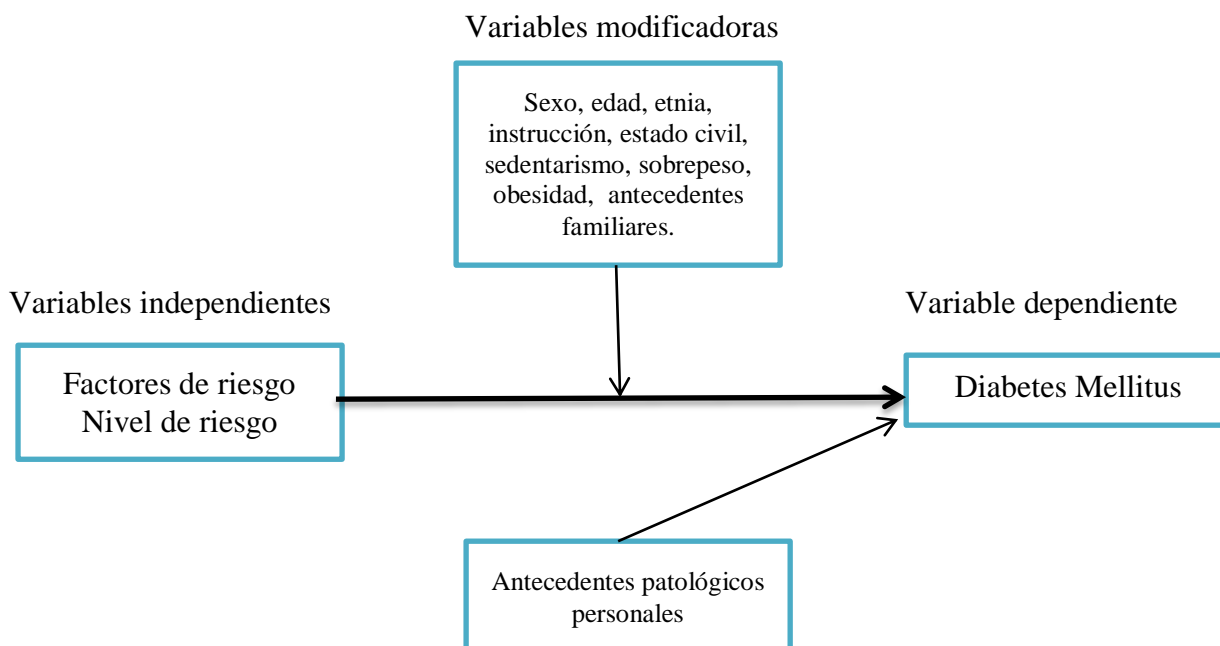 Variables modificadoras
Sexo, edad, etnia,
instrucción, estado civil,
sedentarismo, sobrepeso,
obesidad, antecedentes
familiares.
Variables independientes
Factores de riesgo
Nivel de riesgo
Variable dependiente
Diabetes Mellitus
Antecedentes patológicos
personales